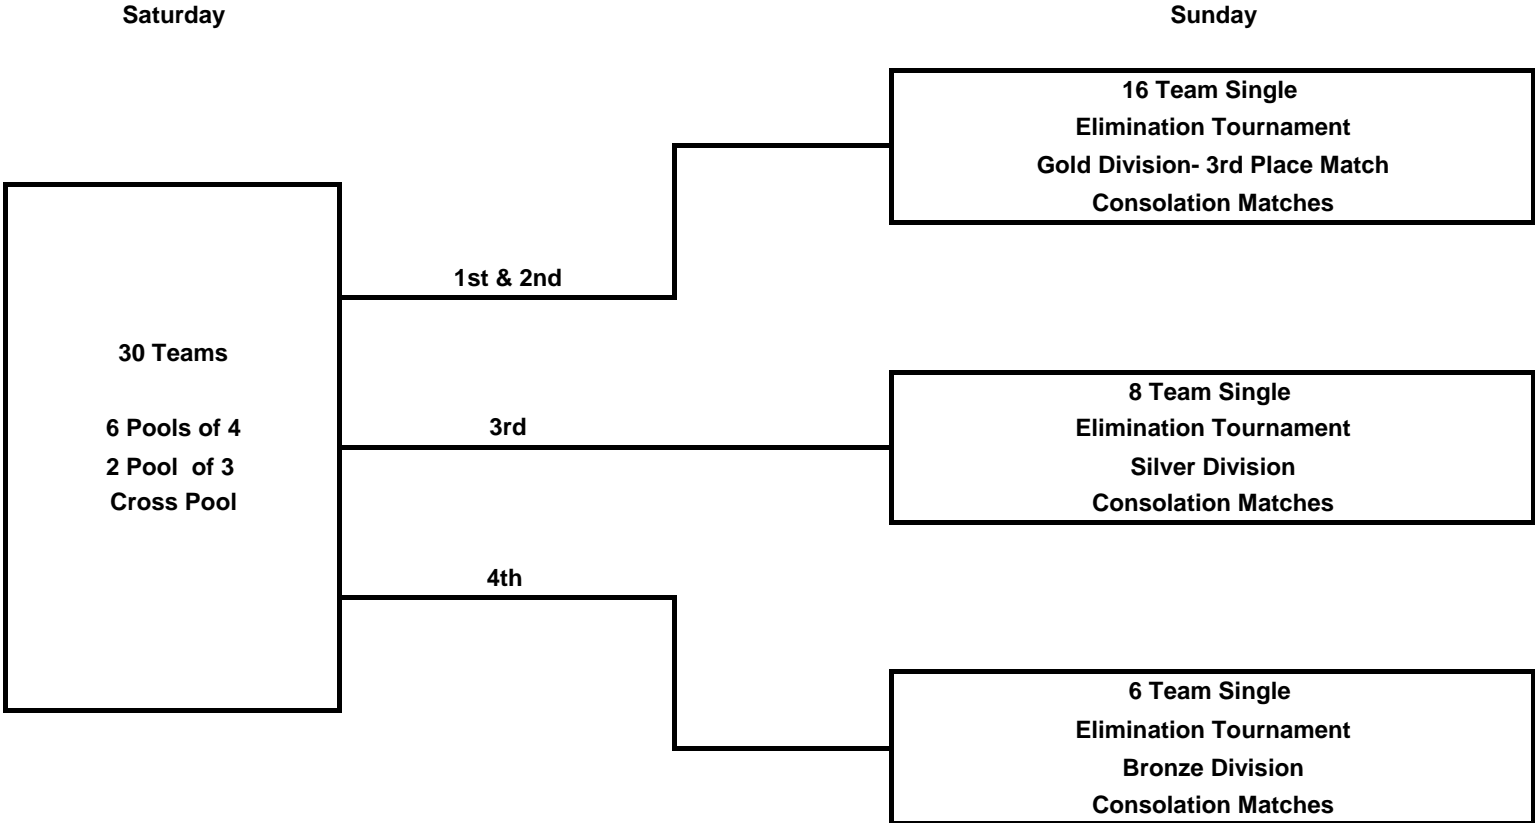 Saturday
Sunday
16 Team Single
Elimination Tournament
Gold Division- 3rd Place Match
Consolation Matches
1st & 2nd
30 Teams
6 Pools of 4
2 Pool of 3
Cross Pool
3rd
8 Team Single
Elimination Tournament
Silver Division
Consolation Matches
4th
6 Team Single
Elimination Tournament
Bronze Division
Consolation Matches